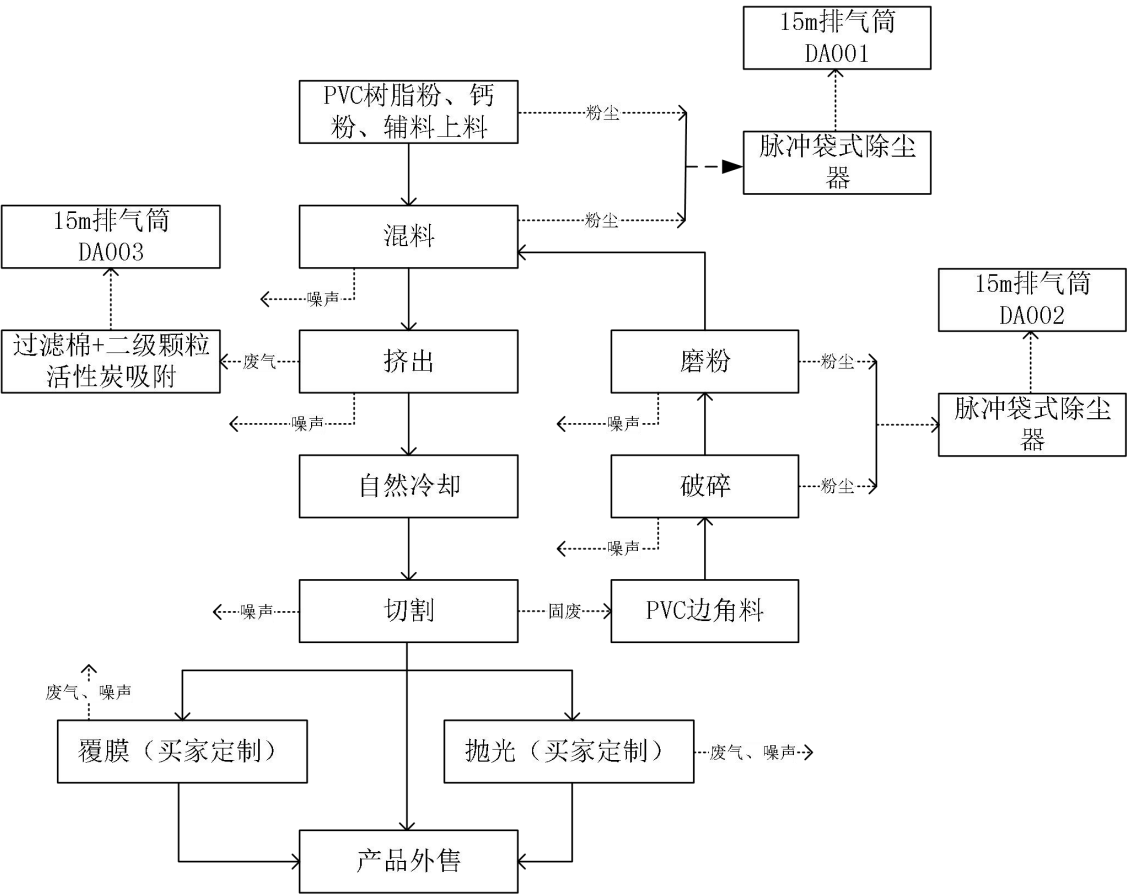 15m排气筒
DA001
PVC树脂粉、钙
粉、辅料上料
粉尘
脉冲袋式除尘
器
15m排气筒
DA003
混料
粉尘
噪声
15m排气筒
DA002
过滤棉+二级颗粒
活性炭吸附
废气
挤出
磨粉
粉尘
噪声
噪声
脉冲袋式除尘
器
自然冷却
破碎
粉尘
噪声
噪声
切割
固废
PVC边角料
废气、噪声
覆膜（买家定制）
抛光（买家定制）
废气、噪声
产品外售